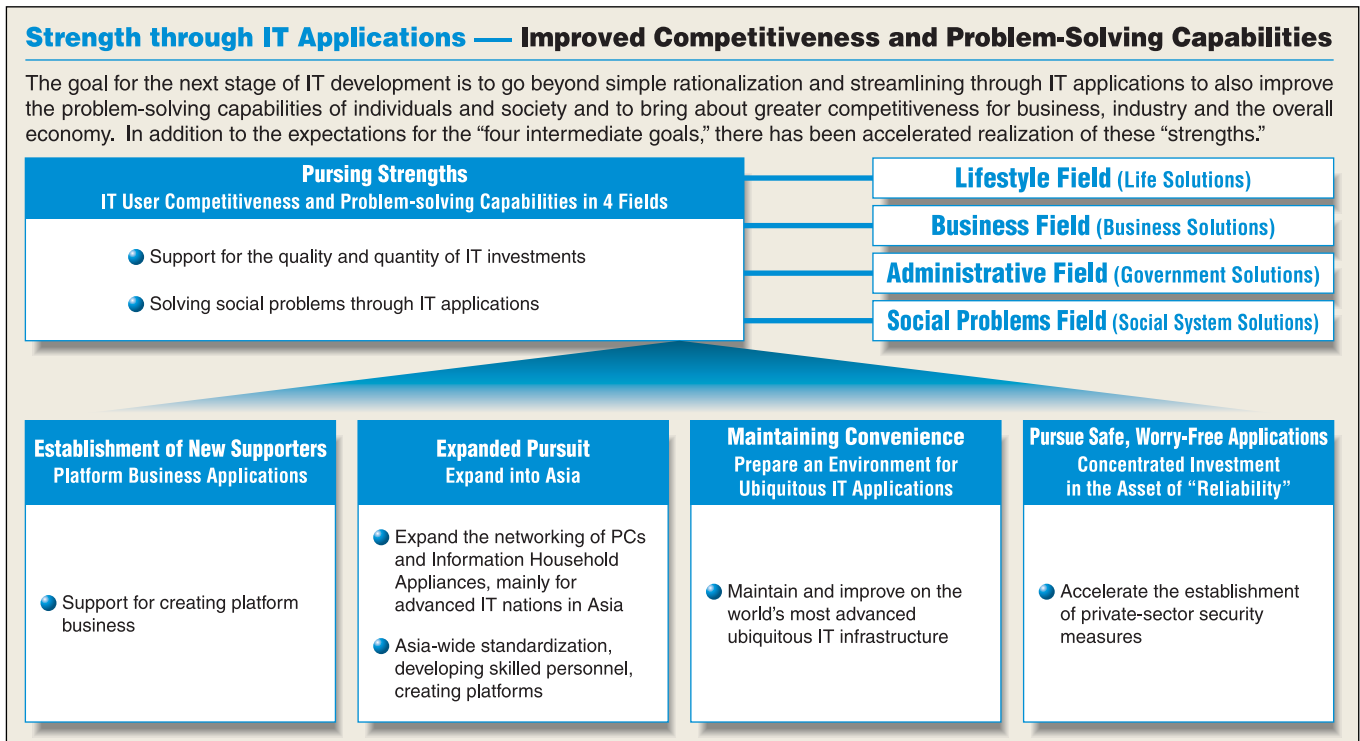 Strength through IT Applications — Improved Competitiveness and Problem-Solving Capabilities
The goal for the next stage of IT development is to go beyond simple rationalization and streamlining through IT applications to also improve
the problem-solving capabilities of individuals and society and to bring about greater competitiveness for business, industry and the overall
economy. In addition to the expectations for the “four intermediate goals,” there has been accelerated realization of these “strengths.”
Pursing Strengths
IT User Competitiveness and Problem-solving Capabilities in 4 Fields
Support for the quality and quantity of IT investments
Solving social problems through IT applications
Lifestyle Field (Life Solutions)
Business Field (Business Solutions)
Administrative Field (Government Solutions)
Social Problems Field (Social System Solutions)
Establishment of New Supporters
Platform Business Applications
Support for creating platform
business
Expanded Pursuit
Expand into Asia
Expand the networking of PCs
and Information Household
Appliances, mainly for
advanced IT nations in Asia
Asia-wide standardization,
developing skilled personnel,
creating platforms
Maintaining Convenience
Prepare an Environment for
Ubiquitous IT Applications
Maintain and improve on the
world’s most advanced
ubiquitous IT infrastructure
Pursue Safe, Worry-Free Applications
Concentrated Investment
in the Asset of “Reliability”
Accelerate the establishment
of private-sector security
measures